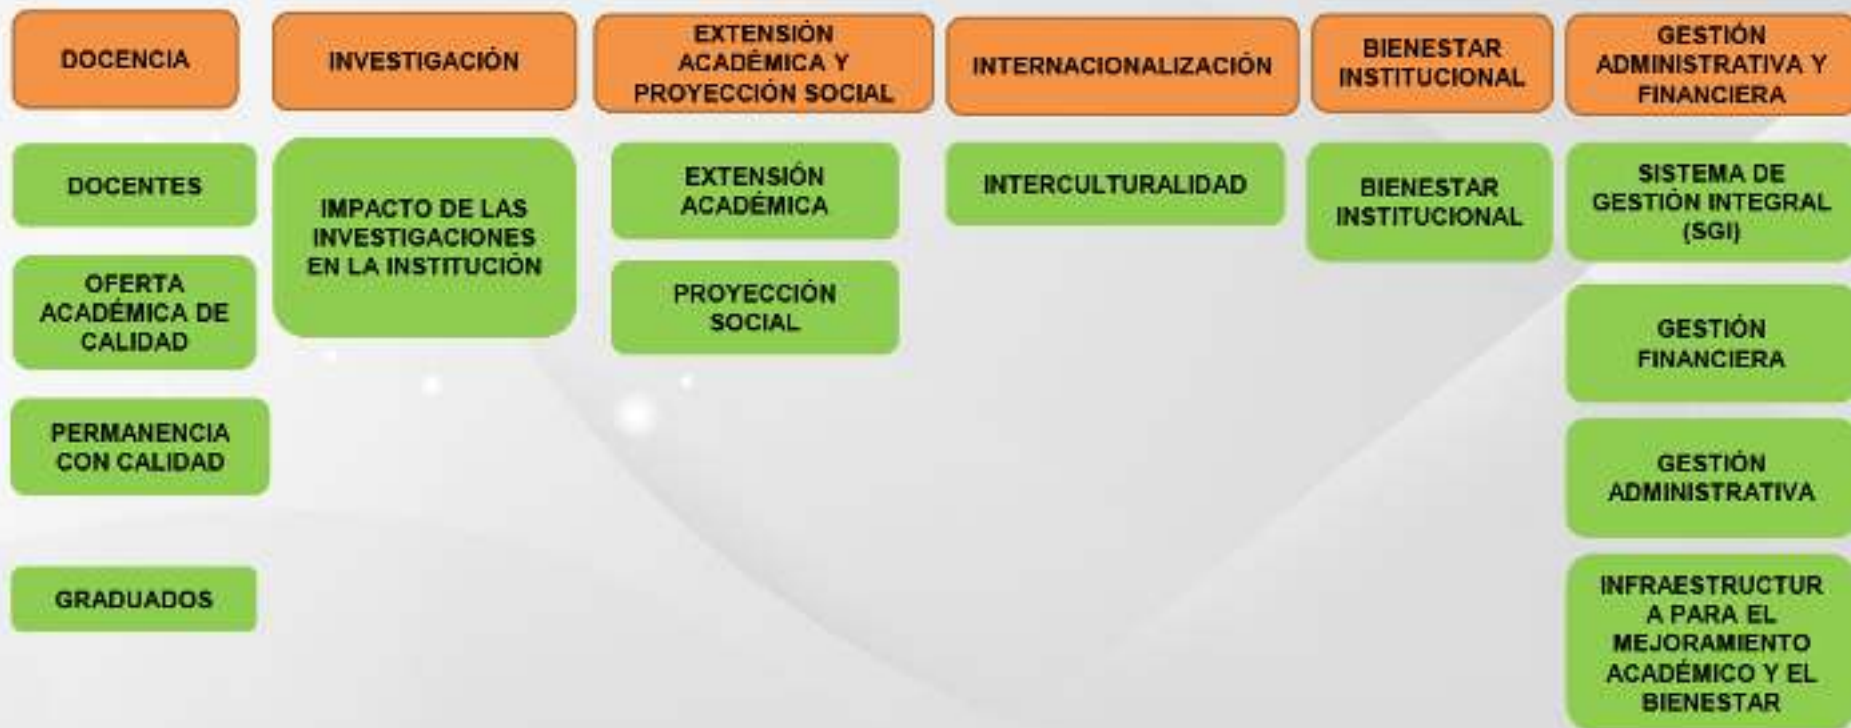 DOCENCIA
INVESTIGACIÓN
EXTENSIÓN
ACADÉMICA Y
PROYECCIÓN SOCIAL
INTERNACIONALIZACIÓN
BIENESTAR
INSTITUCIONAL
GESTIÓN
ADMINISTRATIVA Y
FINANCIERA
DOCENTES
OFERTA
ACADÉMICA DE
CALIDAD
PERMANENCIA
CON CALIDAD
GRADUADOS
IMPACTO DE LAS
INVESTIGACIONES
EN LA INSTITUCIÓN
EXTENSIÓN
ACADÉMICA
PROYECCIÓN
SOCIAL
INTERCULTURALIDAD
BIENESTAR
INSTITUCIONAL
SISTEMA DE
GESTIÓN INTEGRAL
(SGI)
GESTIÓN
FINANCIERA
GESTIÓN
ADMINISTRATIVA
INFRAESTRUCTUR
A PARA EL
MEJORAMIENTO
ACADÉMICO Y EL
BIENESTAR